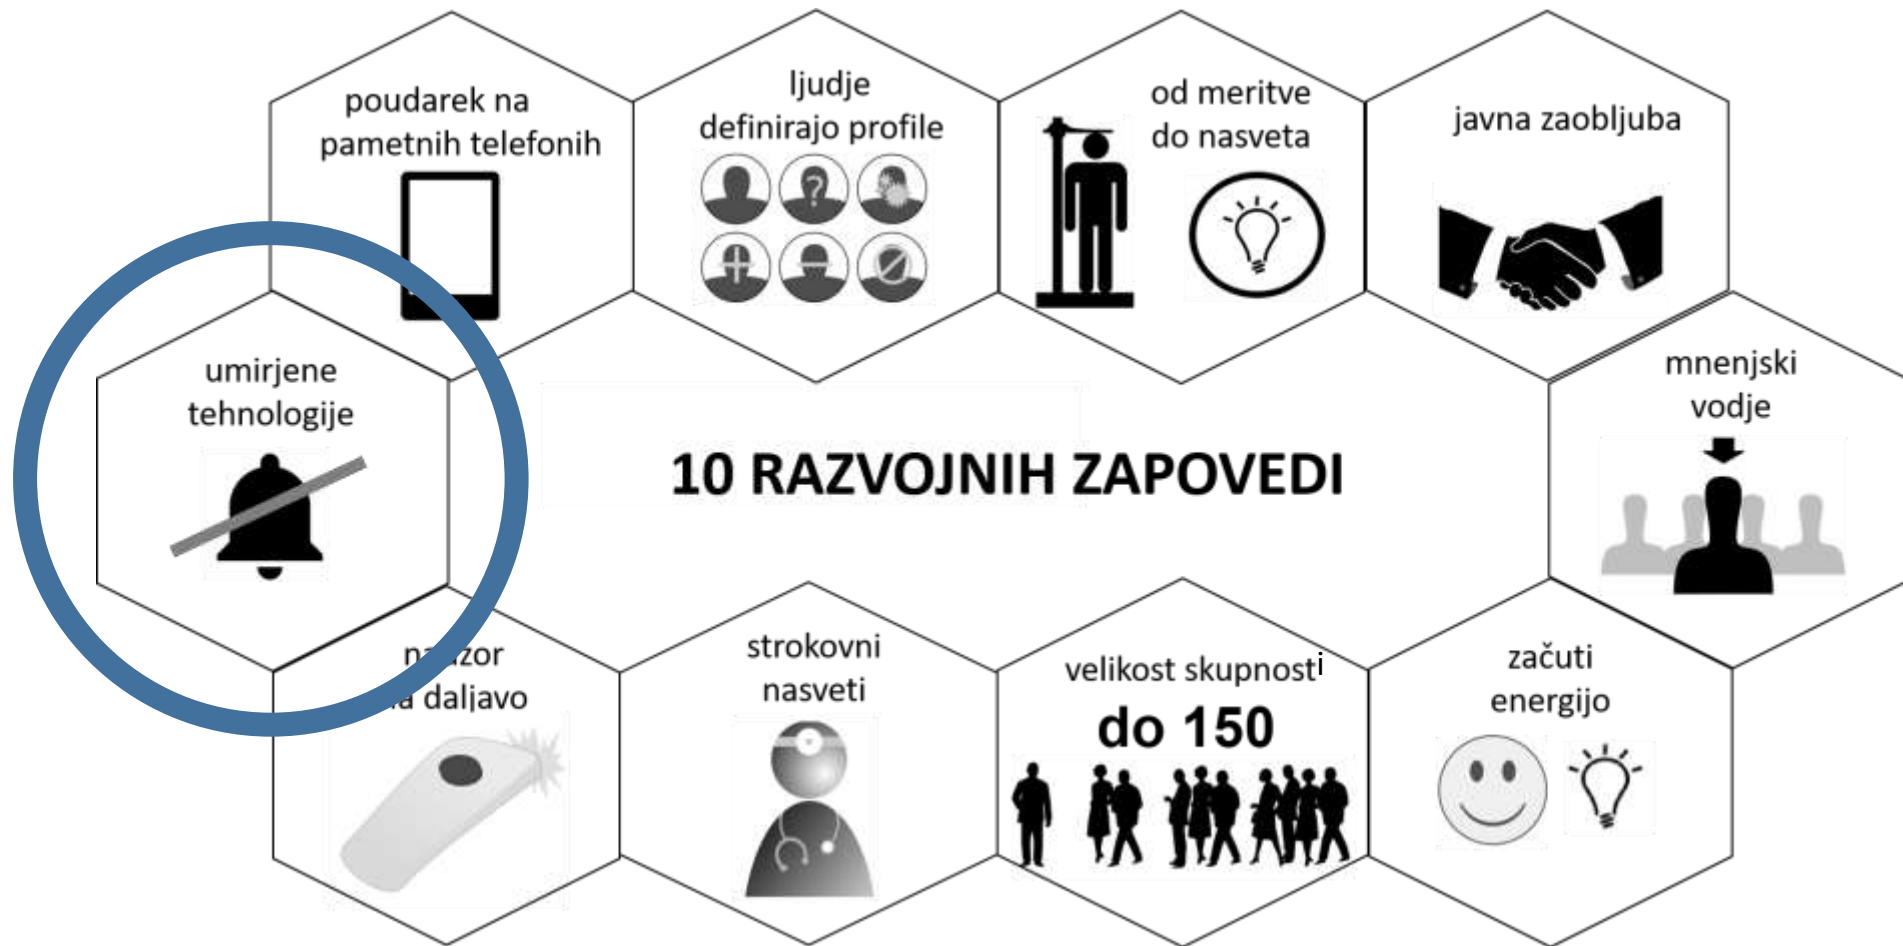 poudarek na
pametnih telefonih
ljudje
definirajo profile
od meritve
do nasveta
javna zaobljuba
umirjene
tehnologije
10 RAZVOJNIH ZAPOVEDI
mnenjski
vodje
daljavo
strokovni
nasveti
velikost skupnosti
do 150
začuti
energijo